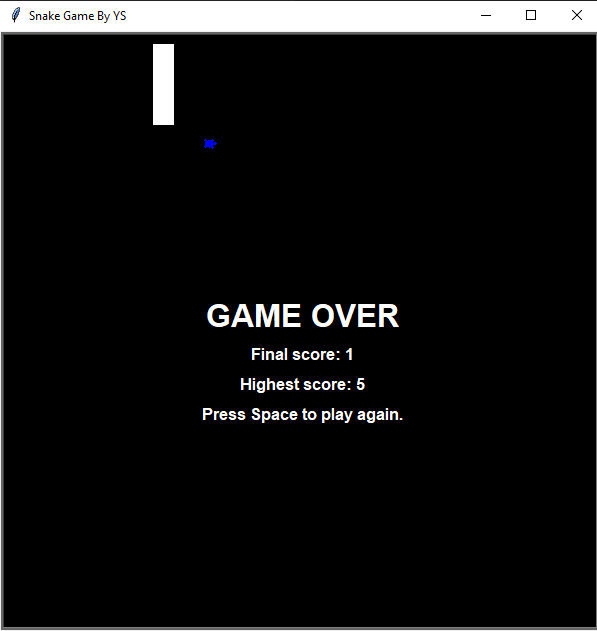 Snake Game By YS
GAME OVER
Final score: 1
Highest score: 5
Press Space to play again.